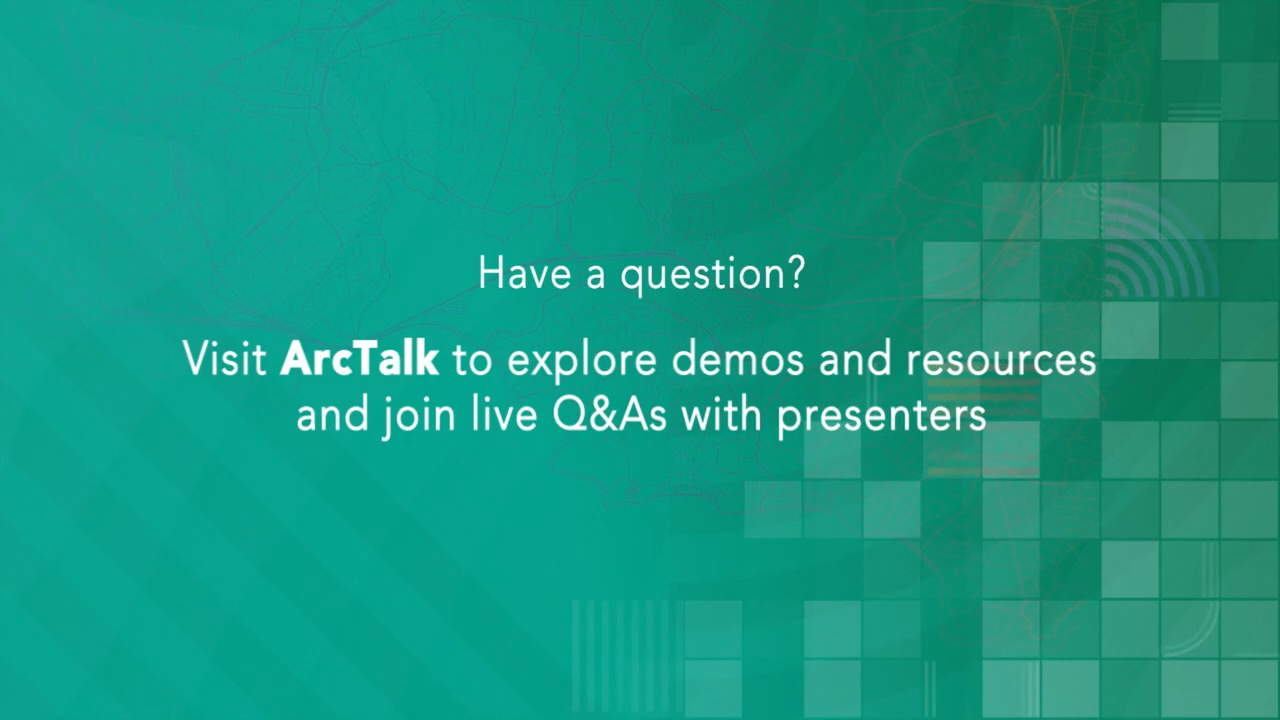 Have a question?
Visit ArcTalk to explore demos and resources
and join live Q&As with presenters